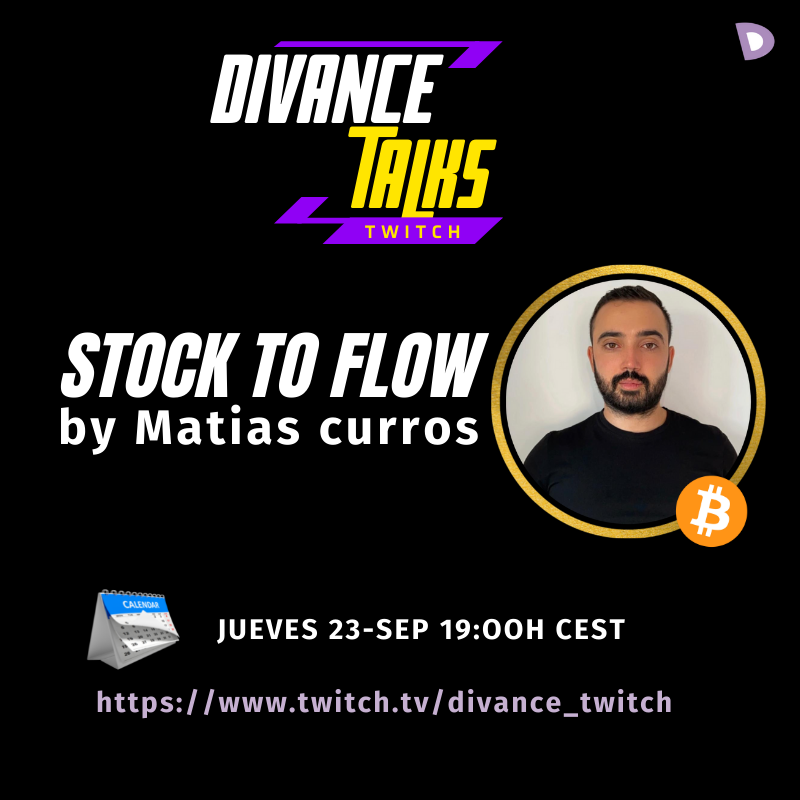 D
DIVANCE
TALKS
TWITCH
STOCK TO FLOW
by Matias curros
CALENDAR
JUEVES 23-SEP 19:00H CEST
https://www.twitch.tv/divance_twitch